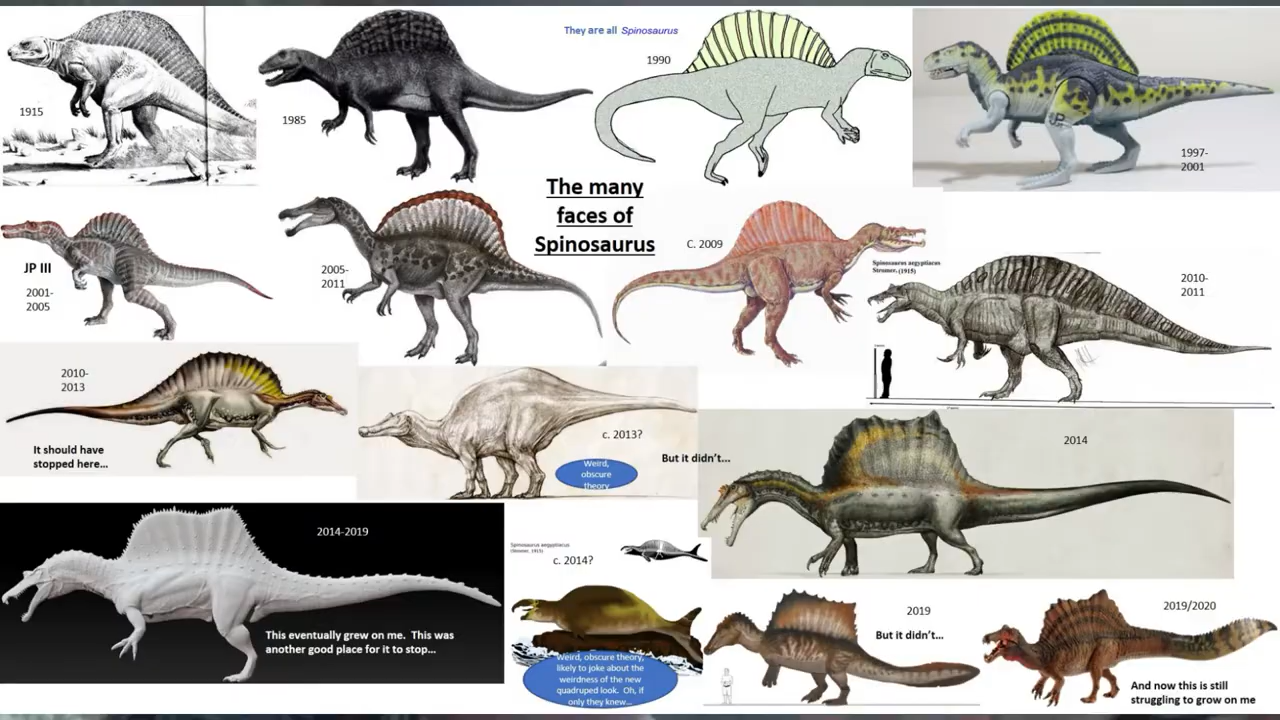 They are all Spinosaurus
1915
1985
1990
1997-
2001
The many
faces of
Spinosaurus
JP III
2001-
2005
2005-
2011
C. 2009
Spinosaurus aegyptiacus
Stromer, (1915)
2010-
2011
2010-
2013
It should have
stopped here...
c. 2013?
Weird,
obscure
theory
But it didn't...
2014
2014-2019
This eventually grew on me. This was
another good place for it to stop...
Spinosaurus aegyptiacus
(Stromer, 1915)
c. 2014?
Weird, obscure theory,
likely to joke about the
weirdness of the new
quadruped look. Oh, if
only they knew...
2019
But it didn't...
2019/2020
And now this is still
struggling to grow on me